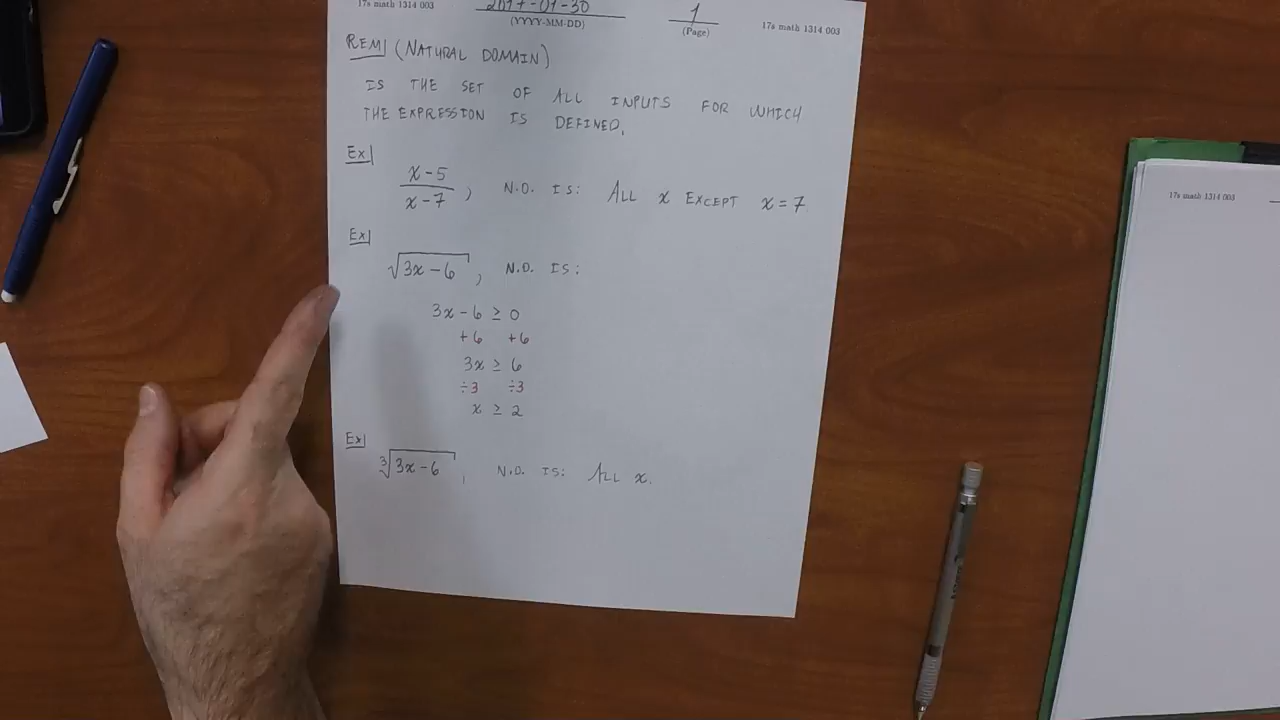 17s math 1314 003
(YYYY-MM-DD)
1
(Page)
17s math 1314 003
REM (NATURAL DOMAIN)
IS THE SET OF ALL INPUTS FOR WHICH
THE EXPRESSION IS DEFINED.
Ex
x-5
x-7 , N.D. IS: ALL x EXCEPT x=7.
Ex
√3x-6 , N.D. IS:
3x-6 ≥ 0
+6 +6
3x ≥ 6
÷3 ÷3
x ≥ 2
Ex
∛3x-6 , N.D. IS: ALL x.
17s math 1314 003